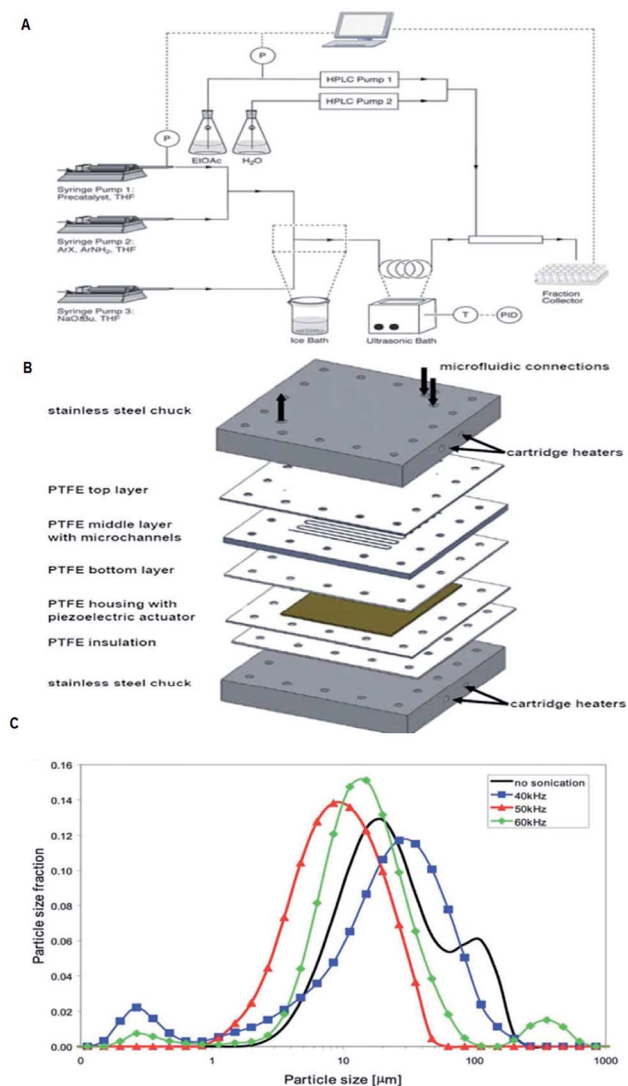 A
P
HPLC Pump 1
HPLC Pump 2
EtOAc
H₂O
P
Syringe Pump 1:
Precatalyst, THF
Syringe Pump 2:
ArX, ArNH₂, THF
Syringe Pump 3:
NaOtBu, THF
Ice Bath
Ultrasonic Bath
T
PID
Fraction
Collector
B
microfluidic connections
stainless steel chuck
cartridge heaters
PTFE top layer
PTFE middle layer
with microchannels
PTFE bottom layer
PTFE housing with
piezoelectric actuator
PTFE insulation
stainless steel chuck
cartridge heaters
C
0.16
0.14
0.12
0.10
0.08
0.06
0.04
0.02
0.00
Particle size fraction
no sonication
40kHz
50kHz
60kHz
0
1
10
100
1000
Particle size [µm]